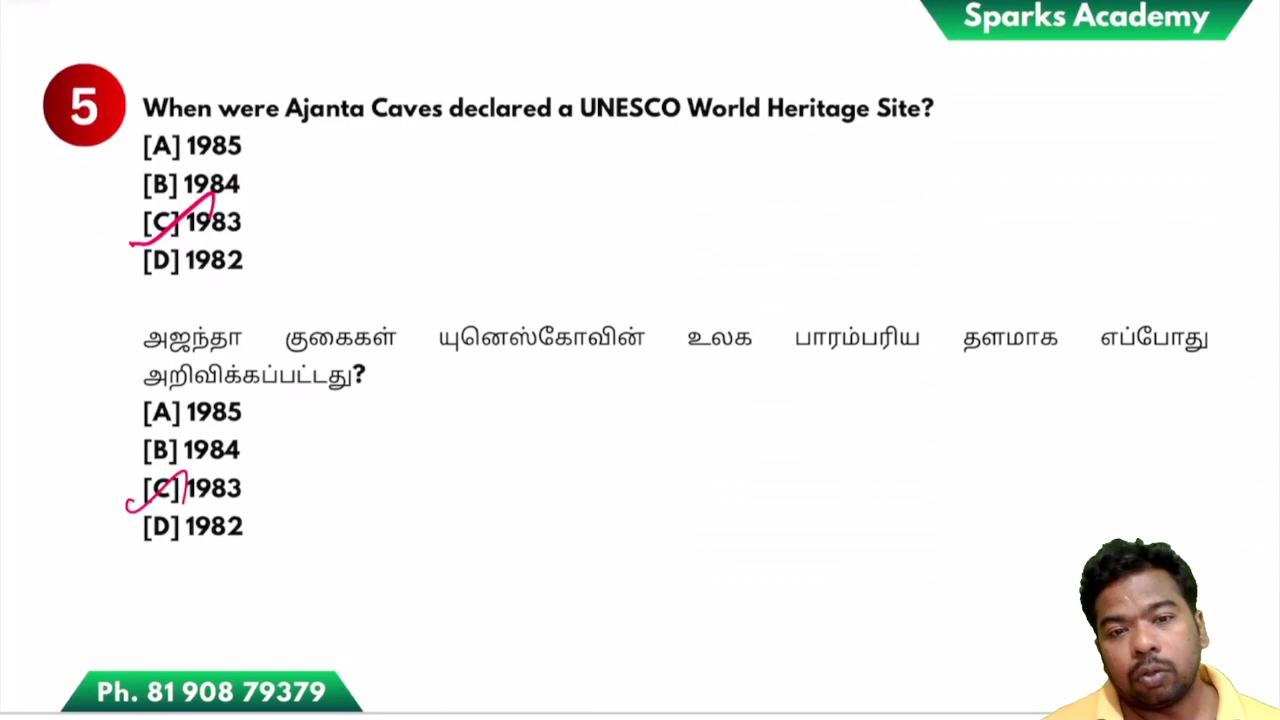 Sparks Academy
5
When were Ajanta Caves declared a UNESCO World Heritage Site?
[A] 1985
[B] 1984
[C] 1983
[D] 1982
அஜந்தா குகைகள் யுனெஸ்கோவின் உலக பாரம்பரிய தளமாக எப்போது
அறிவிக்கப்பட்டது?
[A] 1985
[B] 1984
[C] 1983
[D] 1982
Ph. 81 908 79379